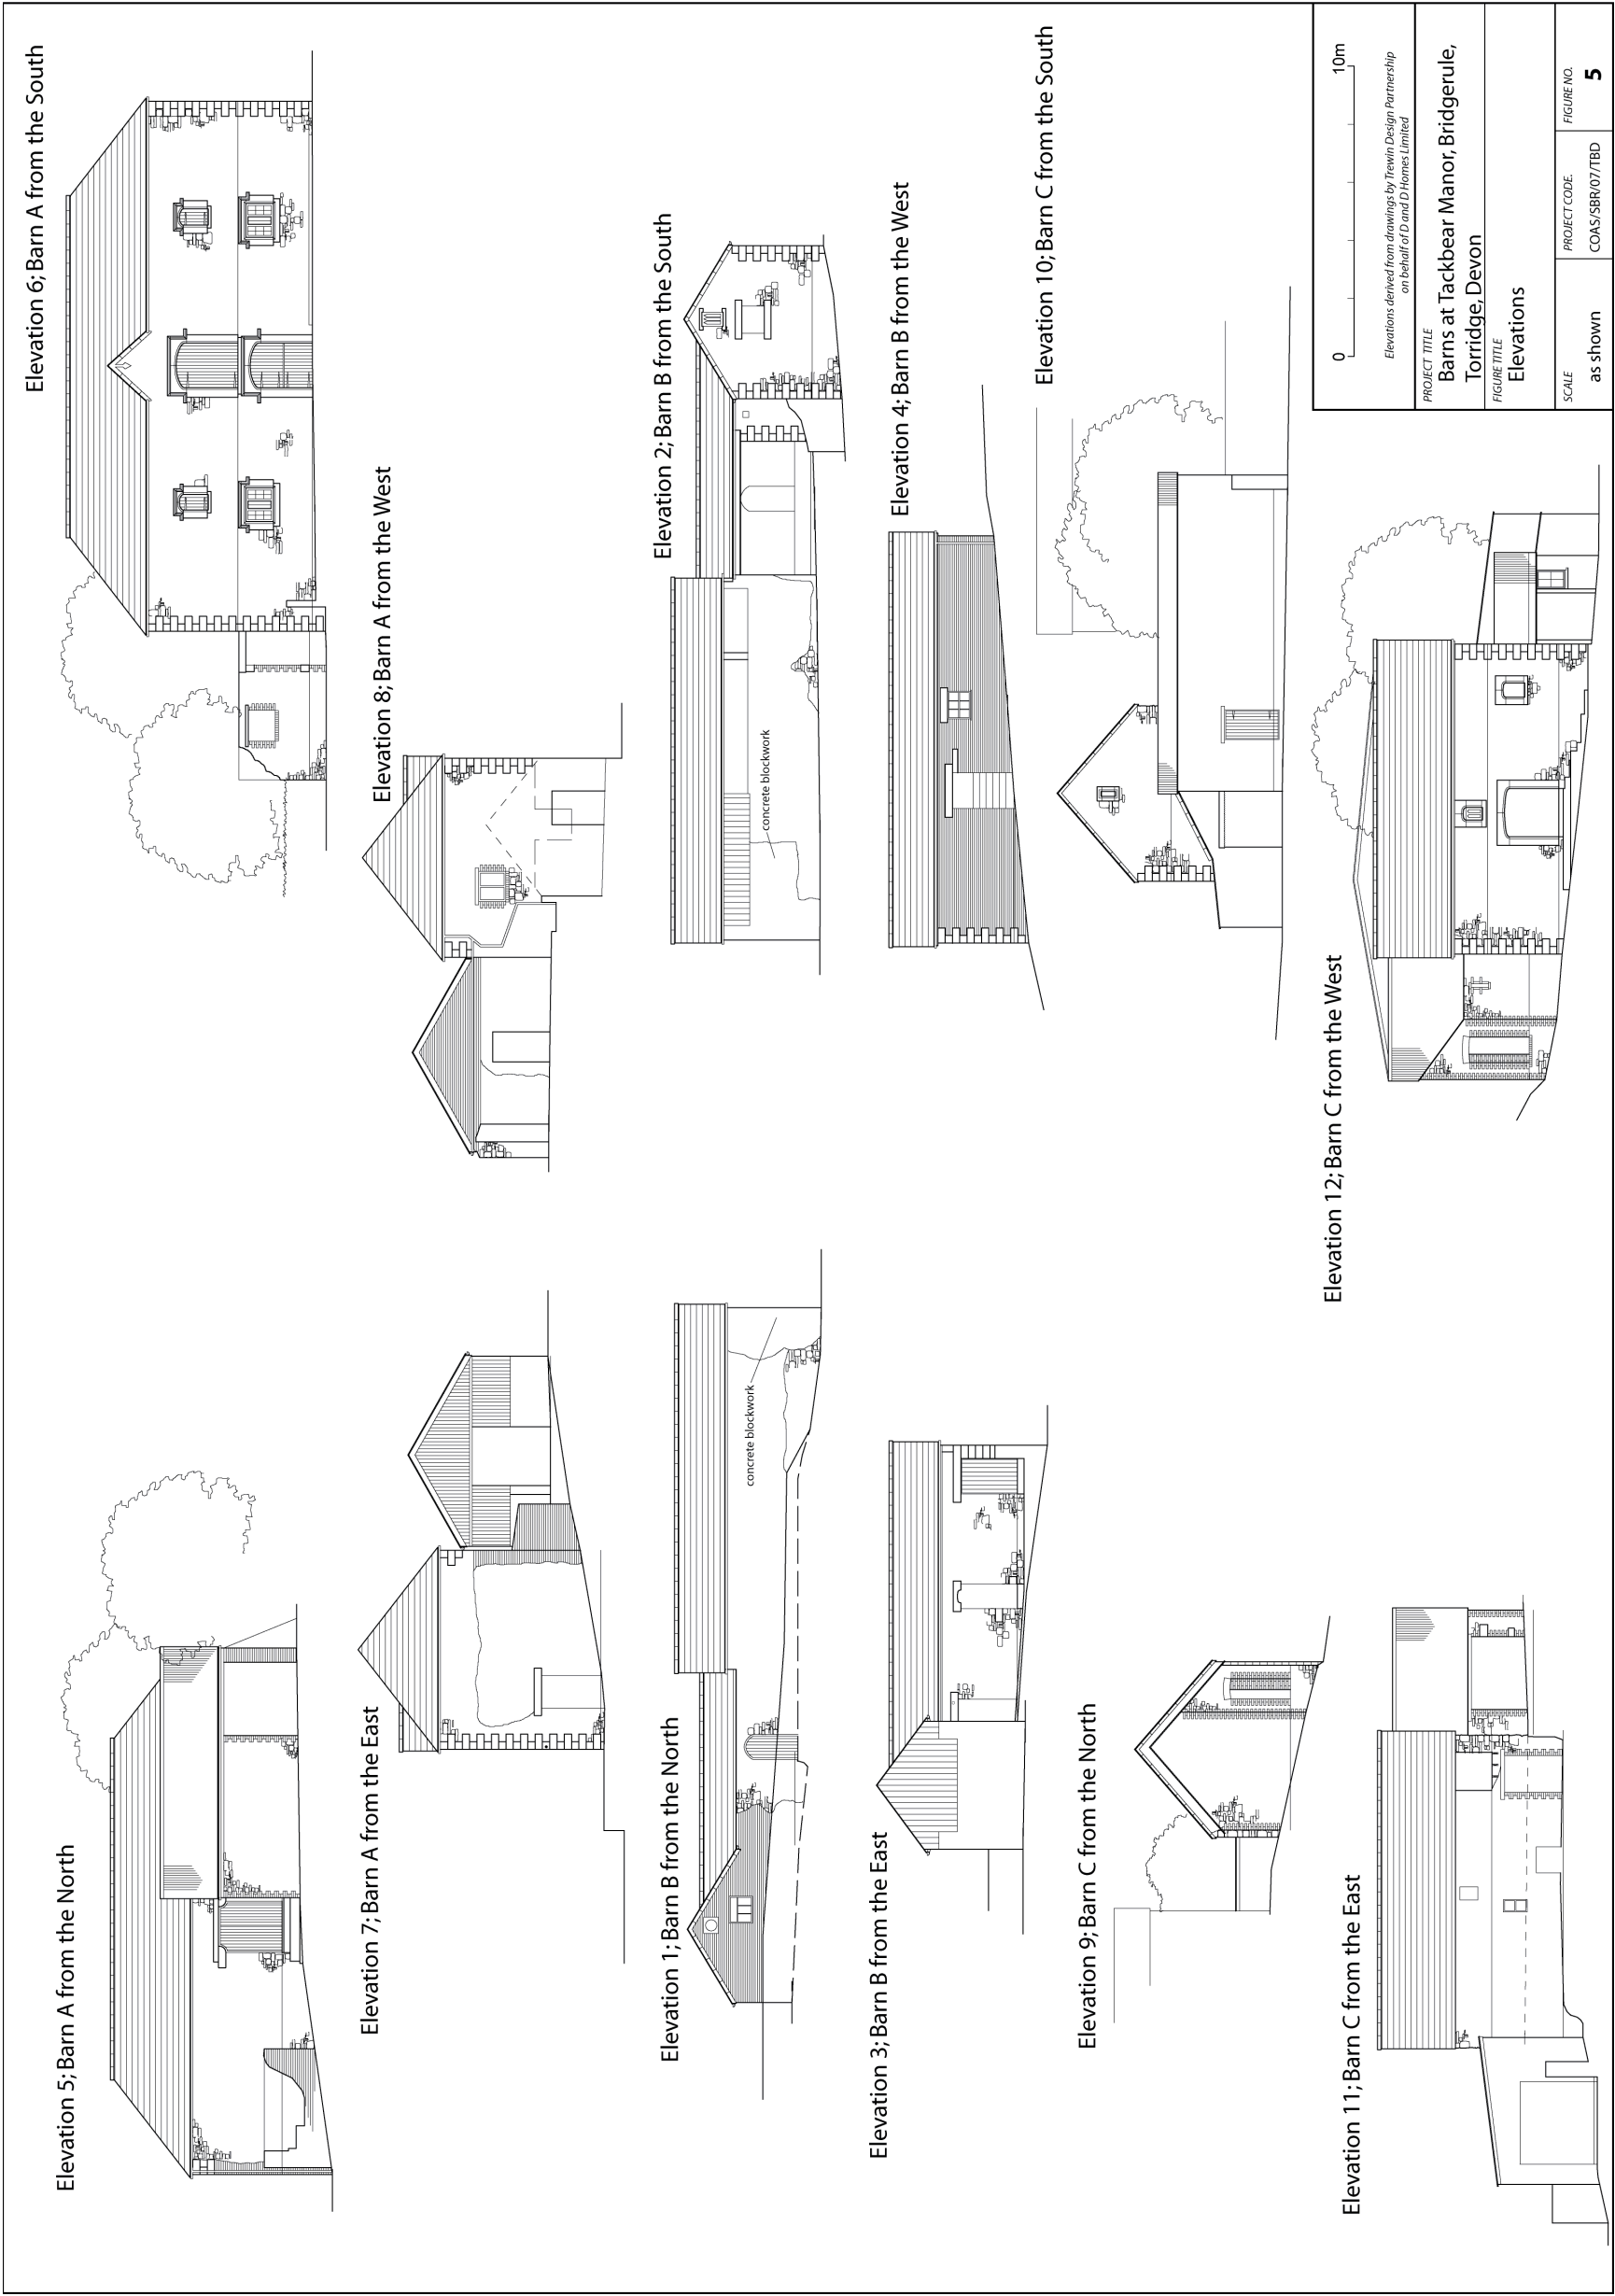 Elevation 5; Barn A from the North
Elevation 6; Barn A from the South
Elevation 7; Barn A from the East
Elevation 8; Barn A from the West
Elevation 1; Barn B from the North
concrete blockwork
Elevation 2; Barn B from the South
concrete blockwork
Elevation 3; Barn B from the East
Elevation 4; Barn B from the West
Elevation 9; Barn C from the North
Elevation 10; Barn C from the South
Elevation 11; Barn C from the East
Elevation 12; Barn C from the West
0
10m
Elevations derived from drawings by Trewin Design Partnership
on behalf of D and D Homes Limited
PROJECT TITLE
Barns at Tackbear Manor, Bridgerule,
Torridge, Devon
FIGURE TITLE
Elevations
SCALE
as shown
PROJECT CODE.
COAS/SBR/07/TBD
FIGURE NO.
5